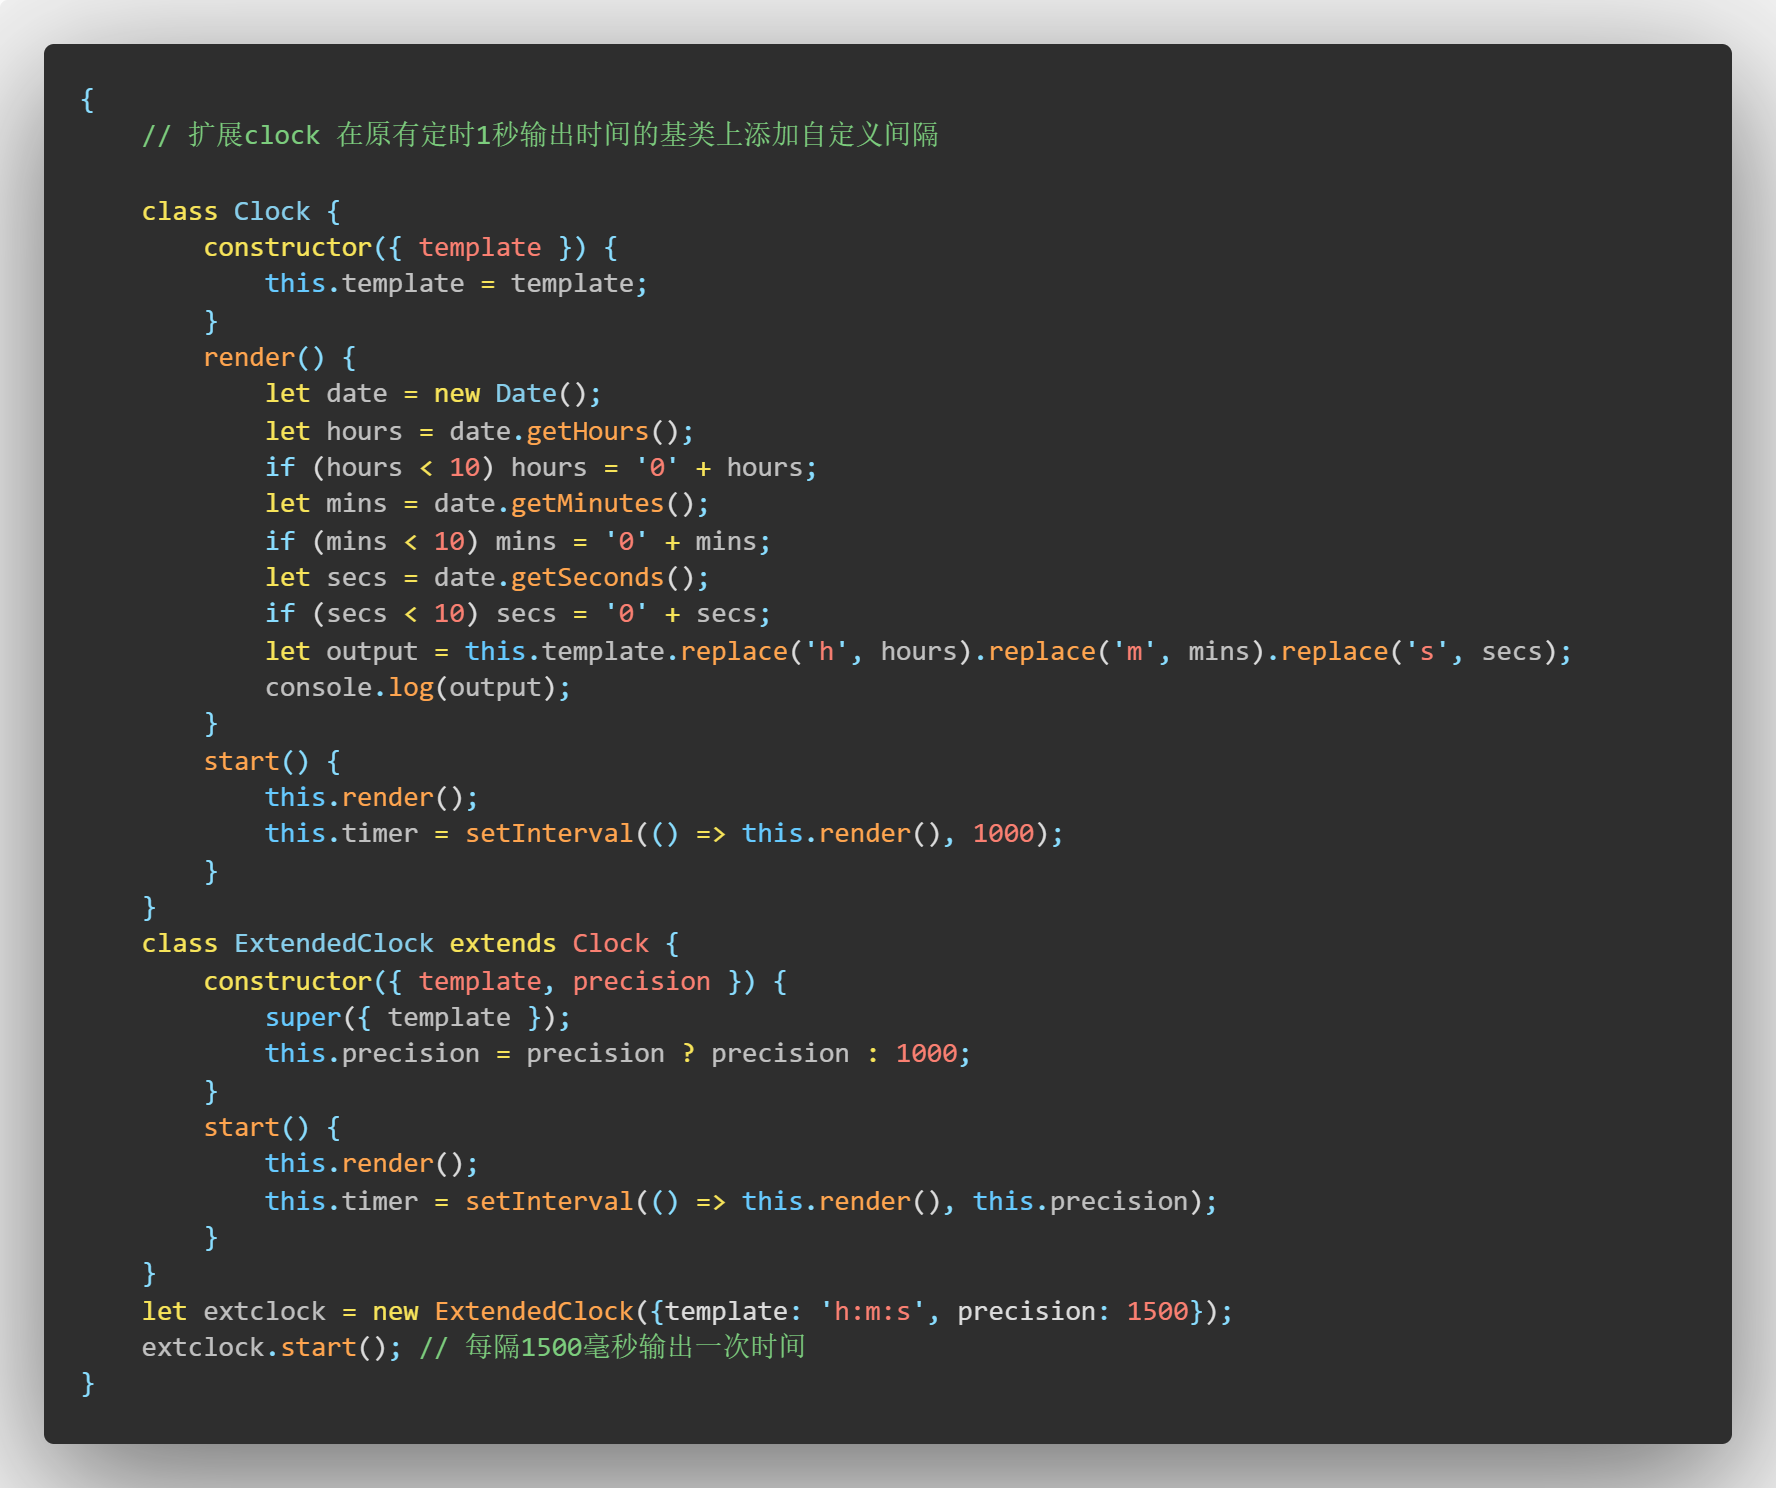 {
    // 扩展clock 在原有定时1秒输出时间的基类上添加自定义间隔

    class Clock {
        constructor({ template }) {
            this.template = template;
        }
        render() {
            let date = new Date();
            let hours = date.getHours();
            if (hours < 10) hours = '0' + hours;
            let mins = date.getMinutes();
            if (mins < 10) mins = '0' + mins;
            let secs = date.getSeconds();
            if (secs < 10) secs = '0' + secs;
            let output = this.template.replace('h', hours).replace('m', mins).replace('s', secs);
            console.log(output);
        }
        start() {
            this.render();
            this.timer = setInterval(() => this.render(), 1000);
        }
    }
    class ExtendedClock extends Clock {
        constructor({ template, precision }) {
            super({ template });
            this.precision = precision ? precision : 1000;
        }
        start() {
            this.render();
            this.timer = setInterval(() => this.render(), this.precision);
        }
    }
    let extclock = new ExtendedClock({template: 'h:m:s', precision: 1500});
    extclock.start(); // 每隔1500毫秒输出一次时间
}